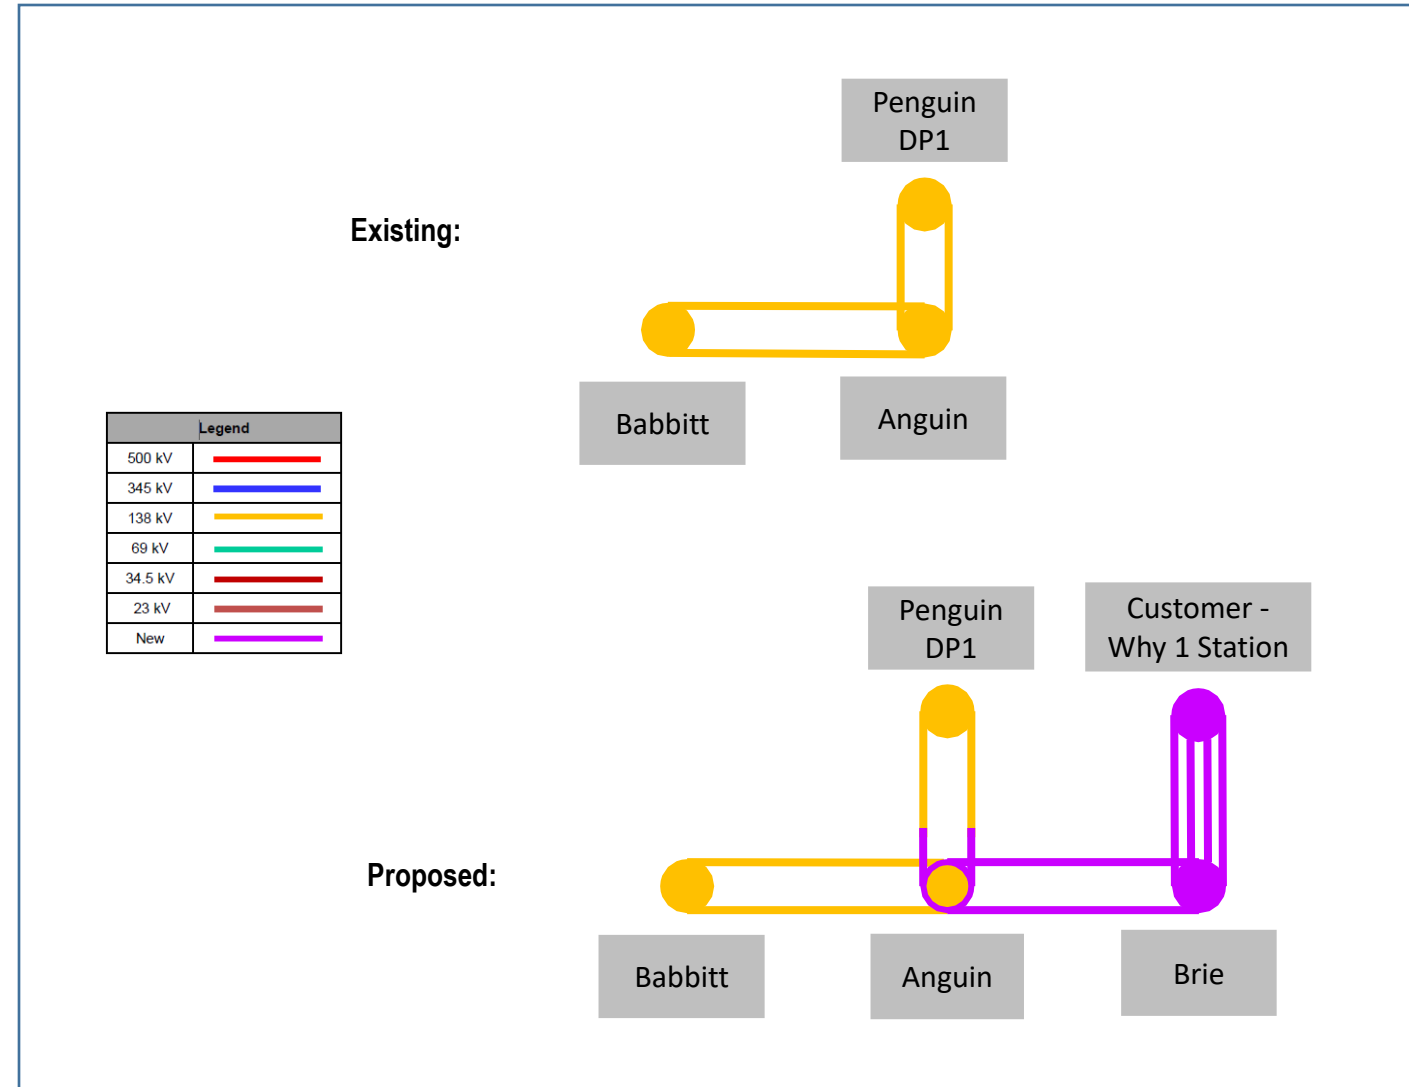 Penguin
DP1
Existing:
Babbitt
Anguin
Legend
500 kV
345 kV
138 kV
69 kV
34.5 kV
23 kV
New
Penguin
DP1
Customer -
Why 1 Station
Proposed:
Babbitt
Anguin
Brie